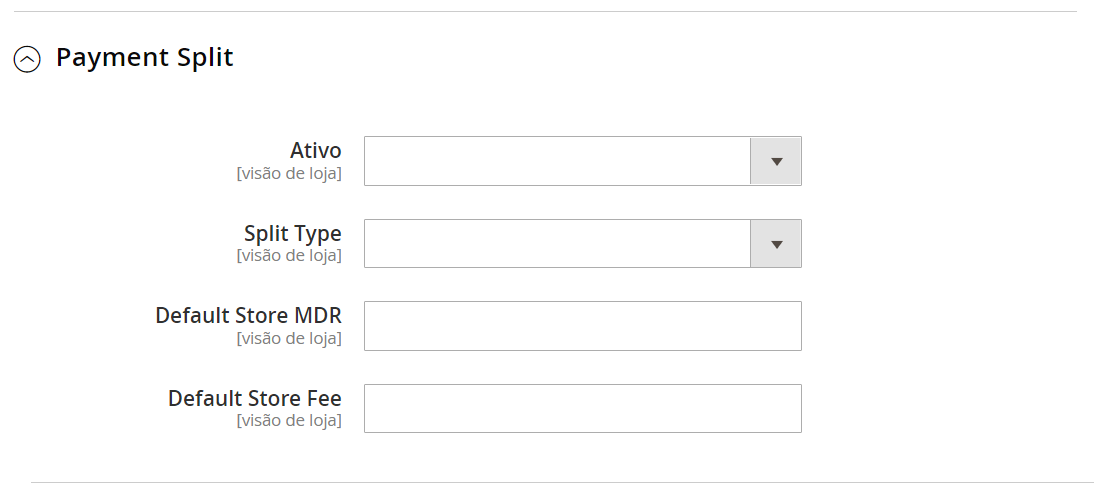 Payment Split
Ativo
[visão de loja]
Split Type
[visão de loja]
Default Store MDR
[visão de loja]
Default Store Fee
[visão de loja]